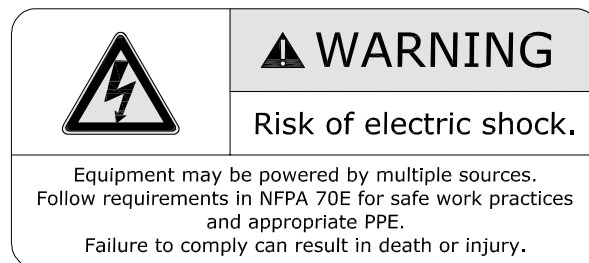 WARNING
Risk of electric shock.
Equipment may be powered by multiple sources.
Follow requirements in NFPA 70E for safe work practices
and appropriate PPE.
Failure to comply can result in death or injury.